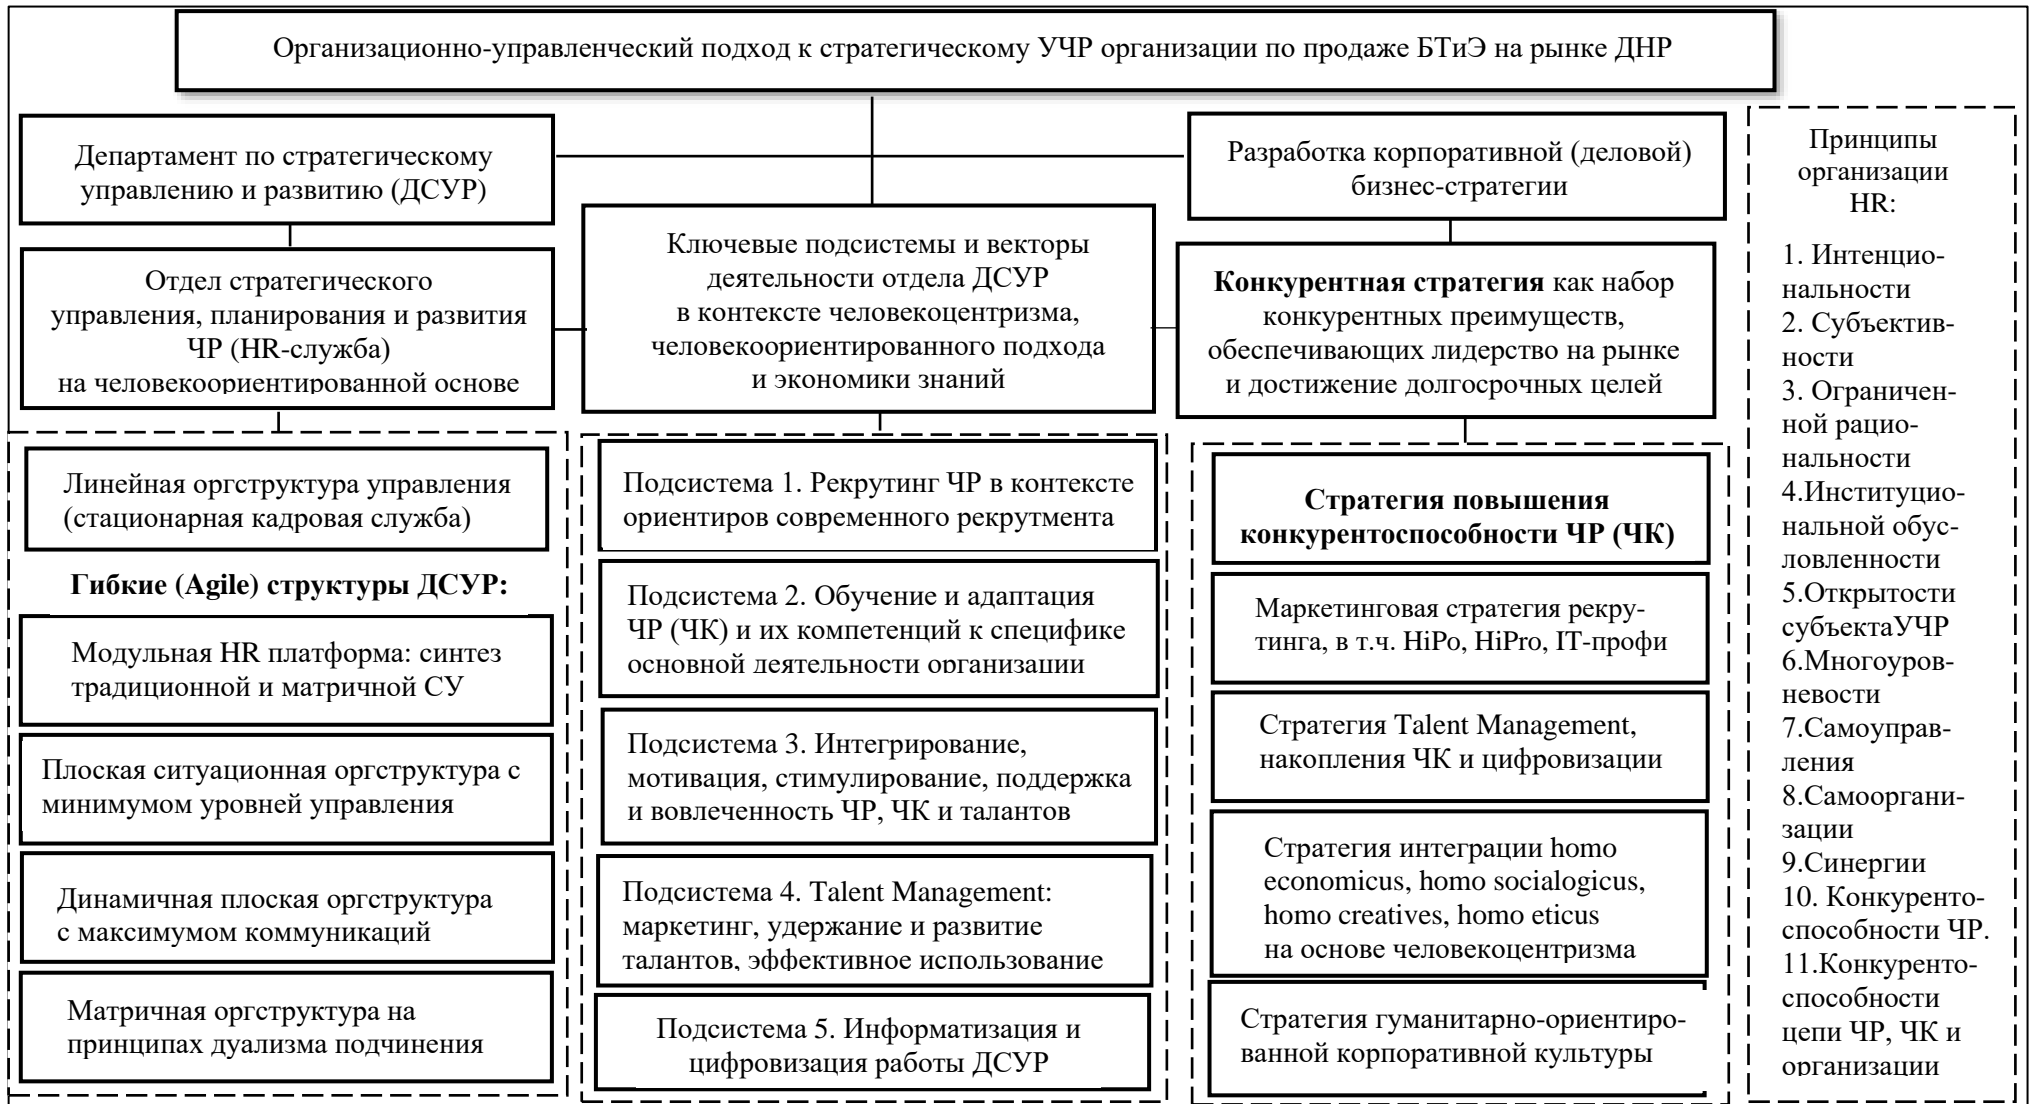 Организационно-управленческий подход к стратегическому УЧР организации по продаже БТиЭ на рынке ДНР
Департамент по стратегическому
управлению и развитию (ДСУР)
Отдел стратегического
управления, планирования и развития
ЧР (HR-служба)
на человекоориентированной основе
Линейная оргструктура управления
(стационарная кадровая служба)
Гибкие (Agile) структуры ДСУР:
Модульная HR платформа: синтез
традиционной и матричной СУ
Плоская ситуационная оргструктура с
минимумом уровней управления
Динамичная плоская оргструктура
с максимумом коммуникаций
Матричная оргструктура на
принципах дуализма подчинения
Ключевые подсистемы и векторы
деятельности отдела ДСУР
в контексте человекоцентризма,
человекоориентированного подхода
и экономики знаний
Подсистема 1. Рекрутинг ЧР в контексте
ориентиров современного рекрутмента
Подсистема 2. Обучение и адаптация
ЧР (ЧК) и их компетенций к специфике
основной деятельности организации
Подсистема 3. Интегрирование,
мотивация, стимулирование, поддержка
и вовлеченность ЧР, ЧК и талантов
Подсистема 4. Talent Management:
маркетинг, удержание и развитие
талантов, эффективное использование
Подсистема 5. Информатизация и
цифровизация работы ДСУР
Разработка корпоративной (деловой)
бизнес-стратегии
Конкурентная стратегия как набор
конкурентных преимуществ,
обеспечивающих лидерство на рынке
и достижение долгосрочных целей
Стратегия повышения
конкурентоспособности ЧР (ЧК)
Маркетинговая стратегия рекру-
тинга, в т.ч. HiPo, HiPro, IT-профи
Стратегия Talent Management,
накопления ЧК и цифровизации
Стратегия интеграции homo
economicus, homo socialogicus,
homo creatives, homo eticus
на основе человекоцентризма
Стратегия гуманитарно-ориентиро-
ванной корпоративной культуры
Принципы
организации
HR:
1. Интенцио-
нальности
2. Субъектив-
ности
3. Ограничен-
ной рацио-
нальности
4.Институцио-
нальной обус-
ловленности
5.Открытости
субъектаУЧР
6.Многоуров-
невости
7.Самоуправ-
ления
8.Самооргани-
зации
9.Синергии
10. Конкуренто-
способности ЧР.
11.Конкуренто-
способности
цепи ЧР, ЧК и
организации